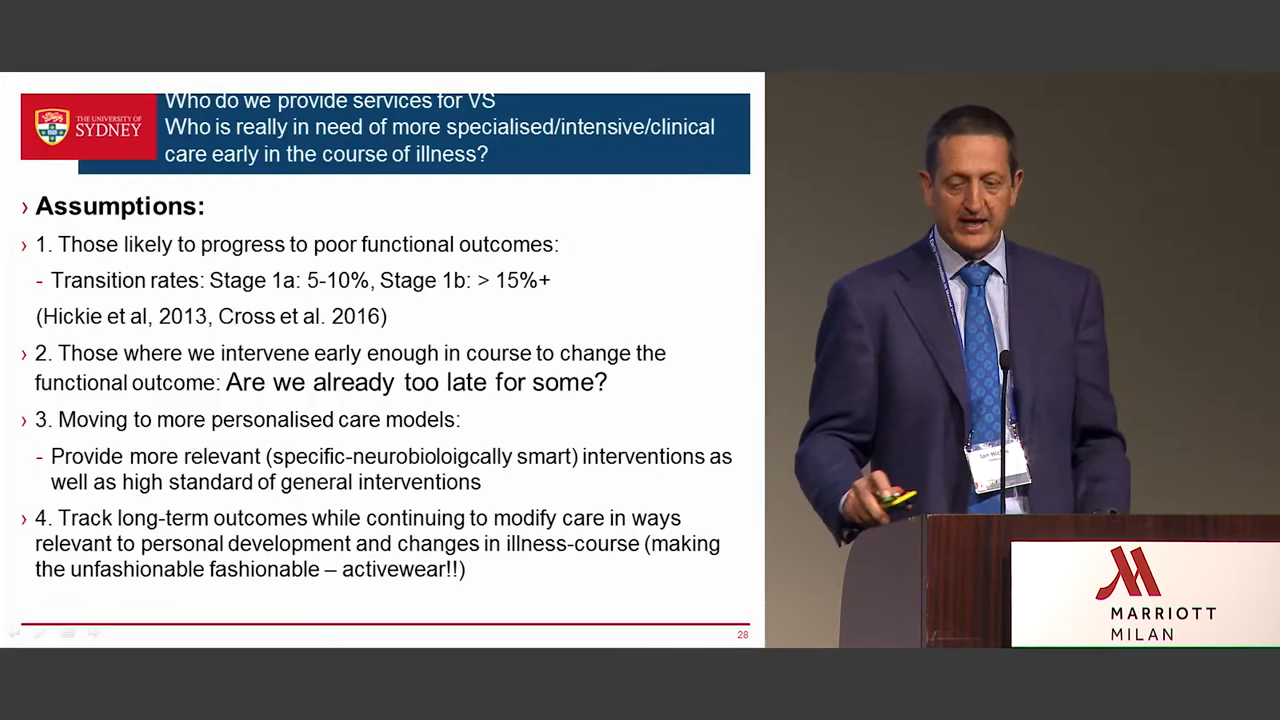 Who do we provide services for VS
Who is really in need of more specialised/intensive/clinical
care early in the course of illness?
THE UNIVERSITY OF
SYDNEY
› Assumptions:
› 1. Those likely to progress to poor functional outcomes:
- Transition rates: Stage 1a: 5-10%, Stage 1b: > 15%+
(Hickie et al, 2013, Cross et al. 2016)
› 2. Those where we intervene early enough in course to change the
functional outcome: Are we already too late for some?
› 3. Moving to more personalised care models:
- Provide more relevant (specific-neurobioloigcally smart) interventions as
well as high standard of general interventions
› 4. Track long-term outcomes while continuing to modify care in ways
relevant to personal development and changes in illness-course (making
the unfashionable fashionable – activewear!!)
28
MARRIOTT
MILAN